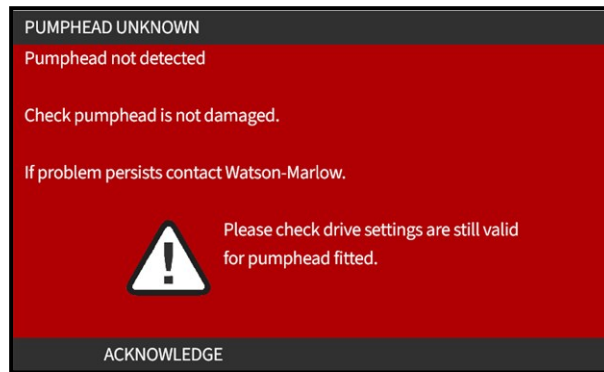 PUMPHEAD UNKNOWN
Pumphead not detected
Check pumphead is not damaged.
If problem persists contact Watson-Marlow.
Please check drive settings are still valid
for pumphead fitted.
ACKNOWLEDGE